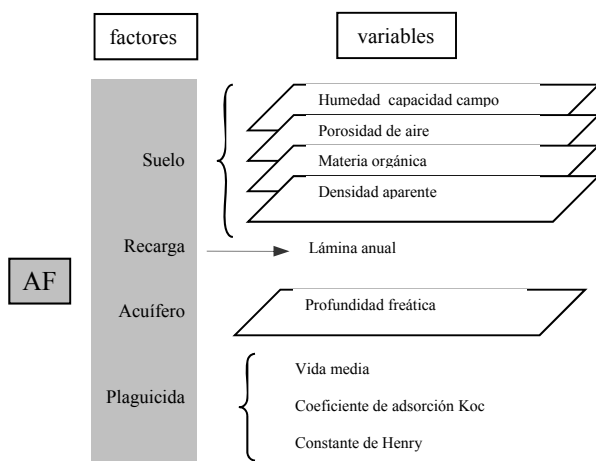 factores
variables
Humedad capacidad campo
Porosidad de aire
Suelo
Materia orgánica
Densidad aparente
Recarga
Lámina anual
AF
Acuífero
Profundidad freática
Vida media
Plaguicida
Coeficiente de adsorción Koc
Constante de Henry